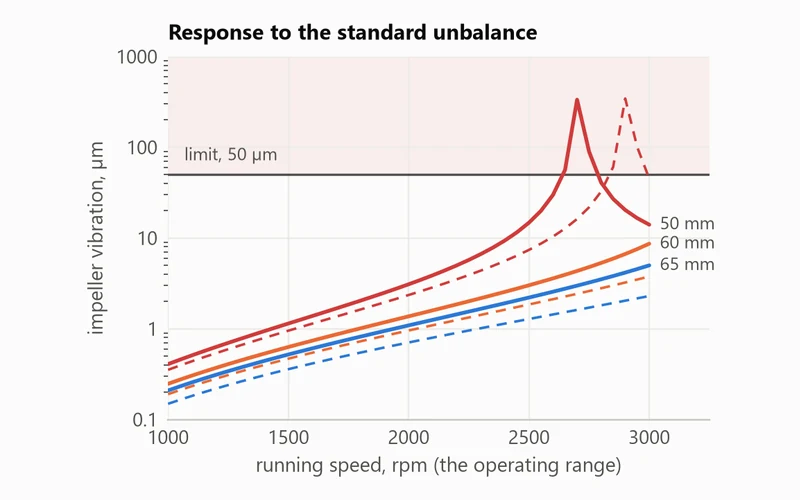 Response to the standard unbalance
1000
100
10
1
0.1
impeller vibration, µm
limit, 50 µm
50 mm
60 mm
65 mm
1000 1500 2000 2500 3000
running speed, rpm (the operating range)